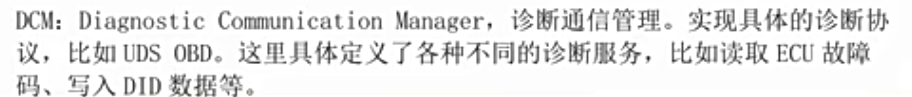 DCM：Diagnostic Communication Manager，诊断通信管理。实现具体的诊断协
议，比如 UDS OBD。这里具体定义了各种不同的诊断服务，比如读取 ECU 故障
码、写入 DID 数据等。